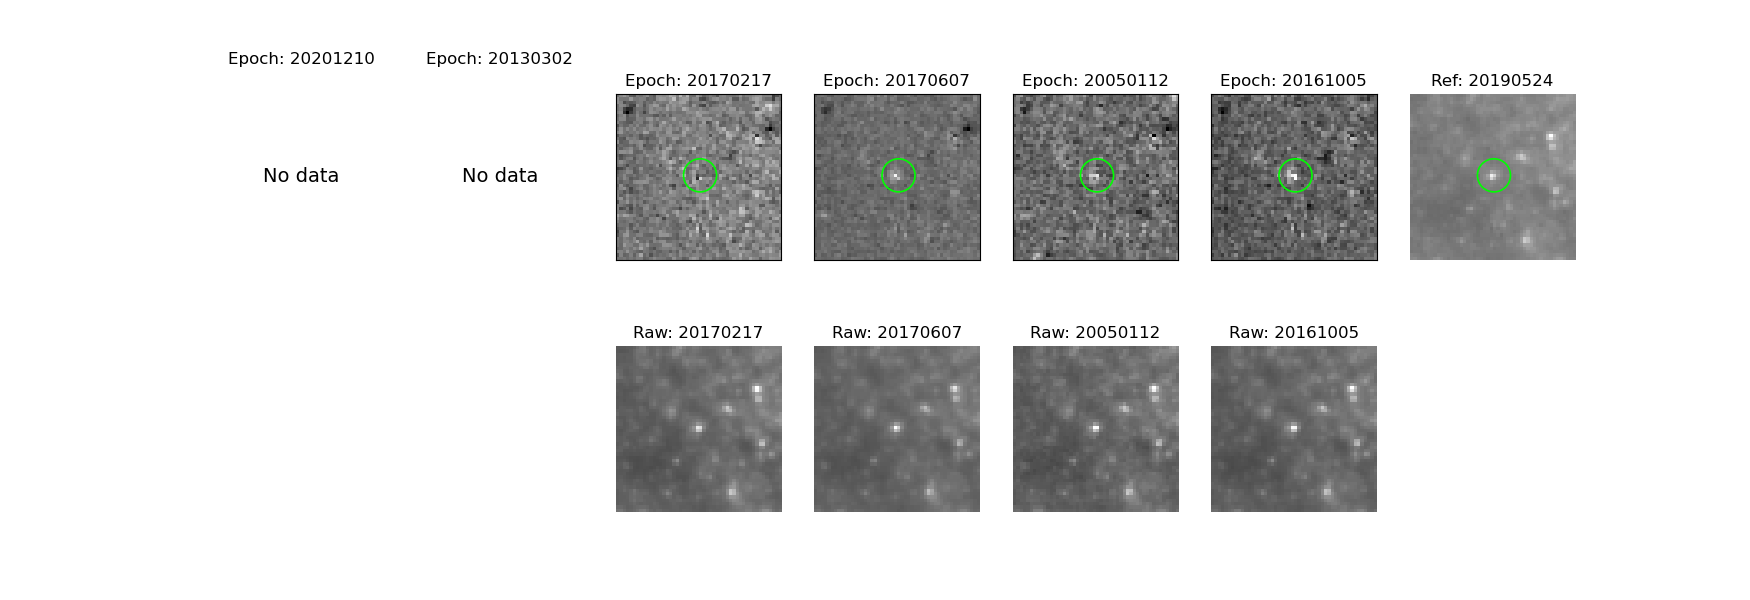 Epoch: 20201210
Epoch: 20130302
Epoch: 20170217
Epoch: 20170607
Epoch: 20050112
Epoch: 20161005
Ref: 20190524
No data
No data
Raw: 20170217
Raw: 20170607
Raw: 20050112
Raw: 20161005